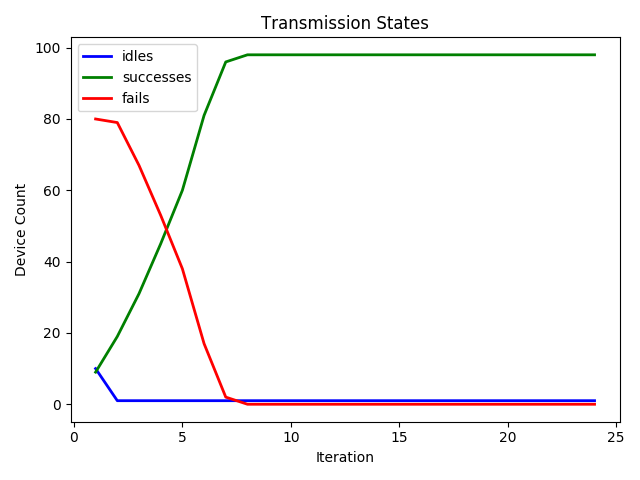 Transmission States
idles
successes
fails
Device Count
100
80
60
40
20
0
0 5 10 15 20 25
Iteration